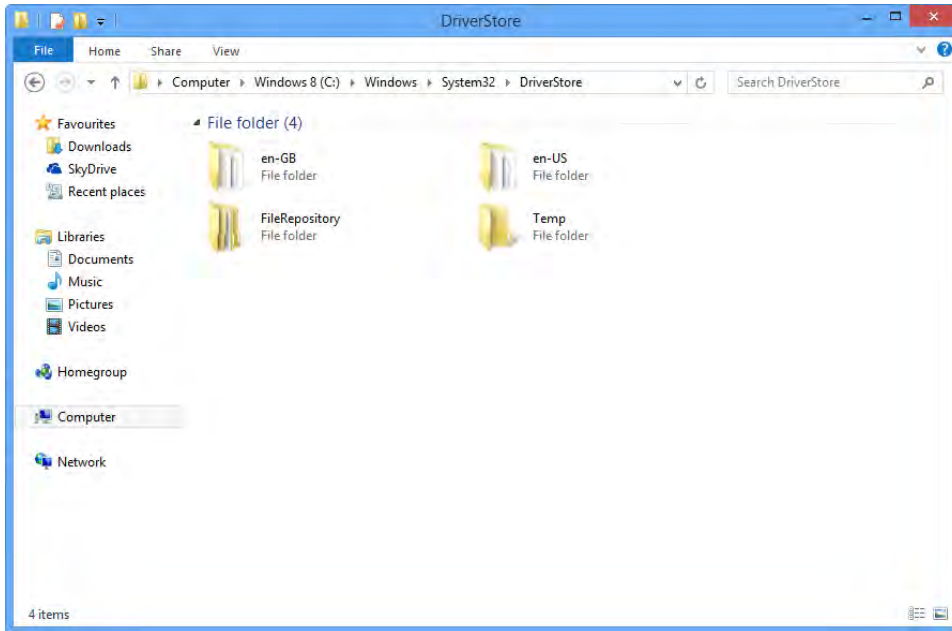 DriverStore
File Home Share View
Computer Windows 8 (C:) Windows System32 DriverStore Search DriverStore
Favourites
Downloads
SkyDrive
Recent places
Libraries
Documents
Music
Pictures
Videos
Homegroup
Computer
Network
File folder (4)
en-GB
File folder
en-US
File folder
FileRepository
File folder
Temp
File folder
4 items